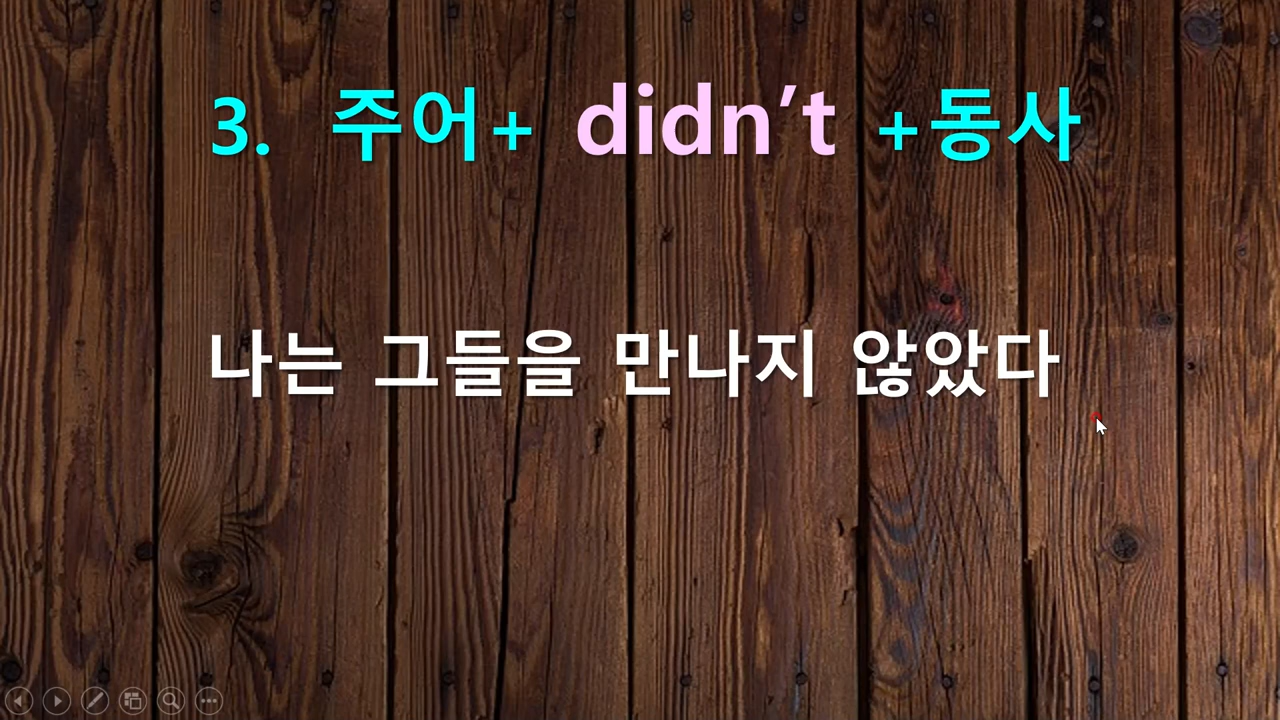 3. 주어+ didn’t +동사
나는 그들을 만나지 않았다